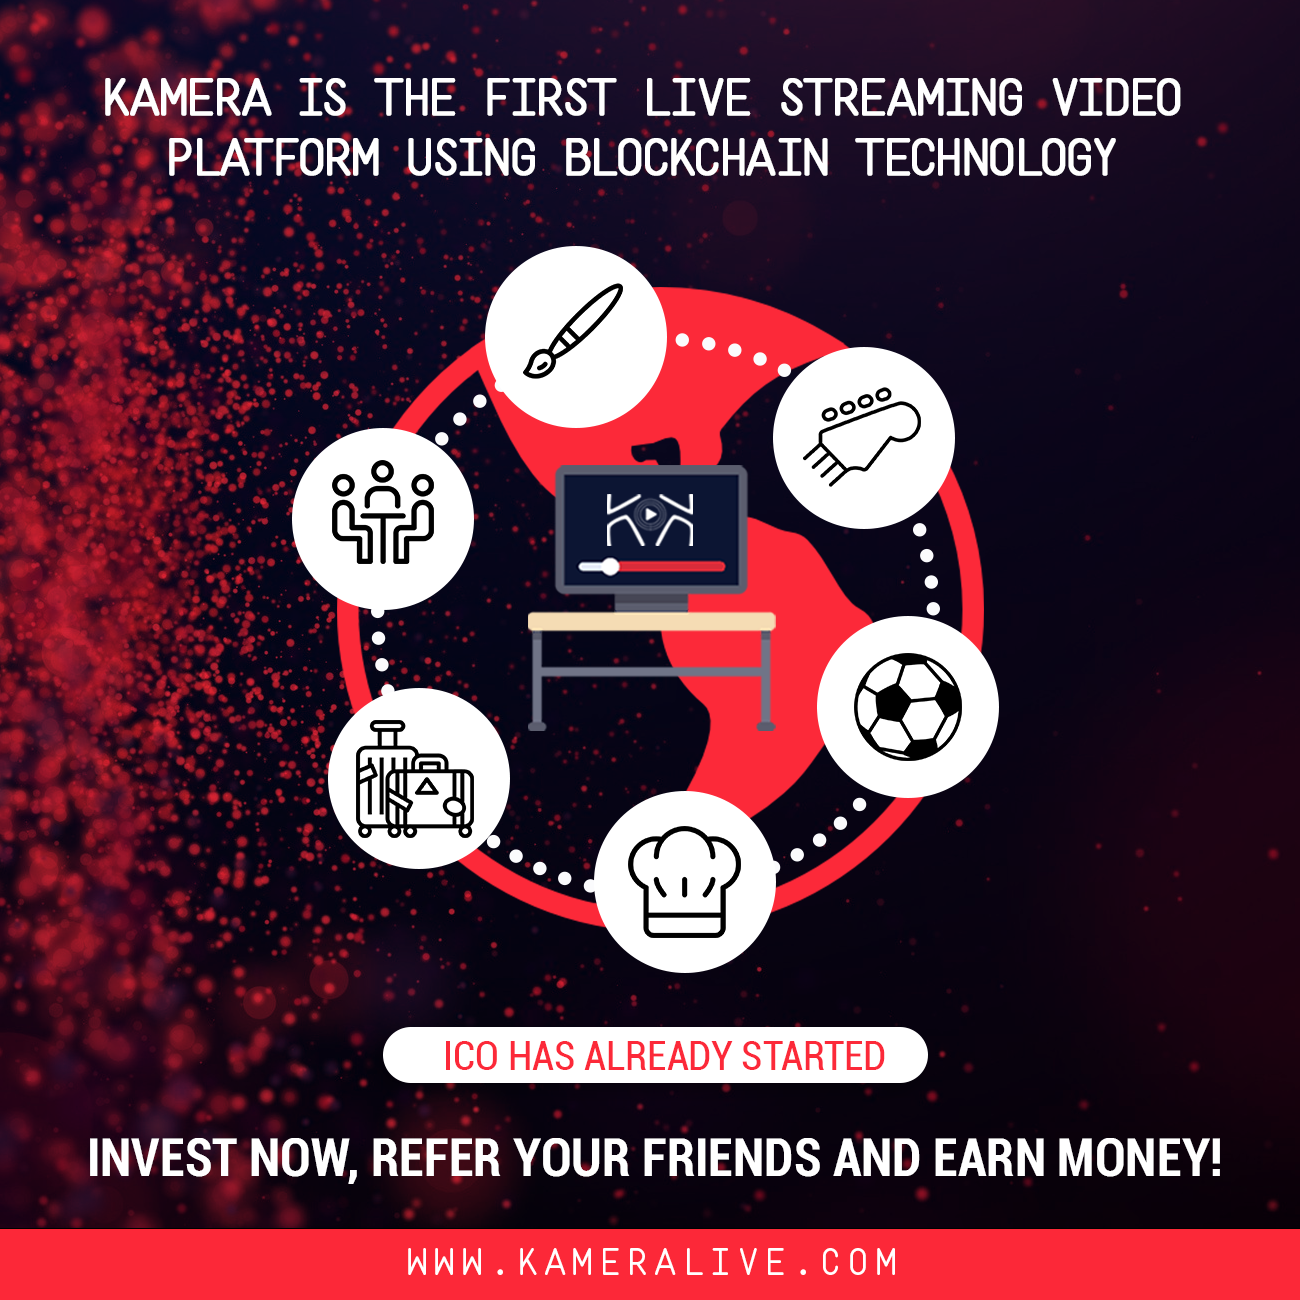 KAMERA IS THE FIRST LIVE STREAMING VIDEO
PLATFORM USING BLOCKCHAIN TECHNOLOGY
ICO HAS ALREADY STARTED
INVEST NOW, REFER YOUR FRIENDS AND EARN MONEY!
WWW.KAMERALIVE.COM